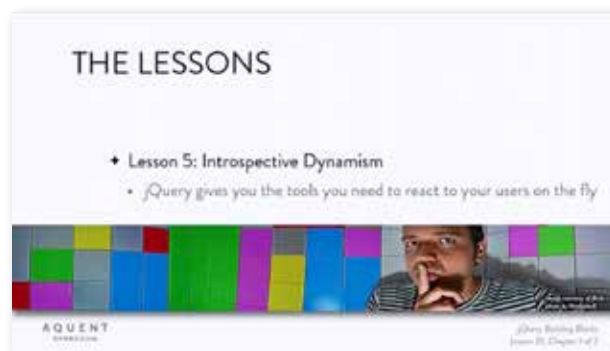 THE LESSONS
✦ Lesson 5: Introspective Dynamism
• jQuery gives you the tools you need to react to your users on the fly
AQUENT
GYMNASIUM
jQuery Building Blocks